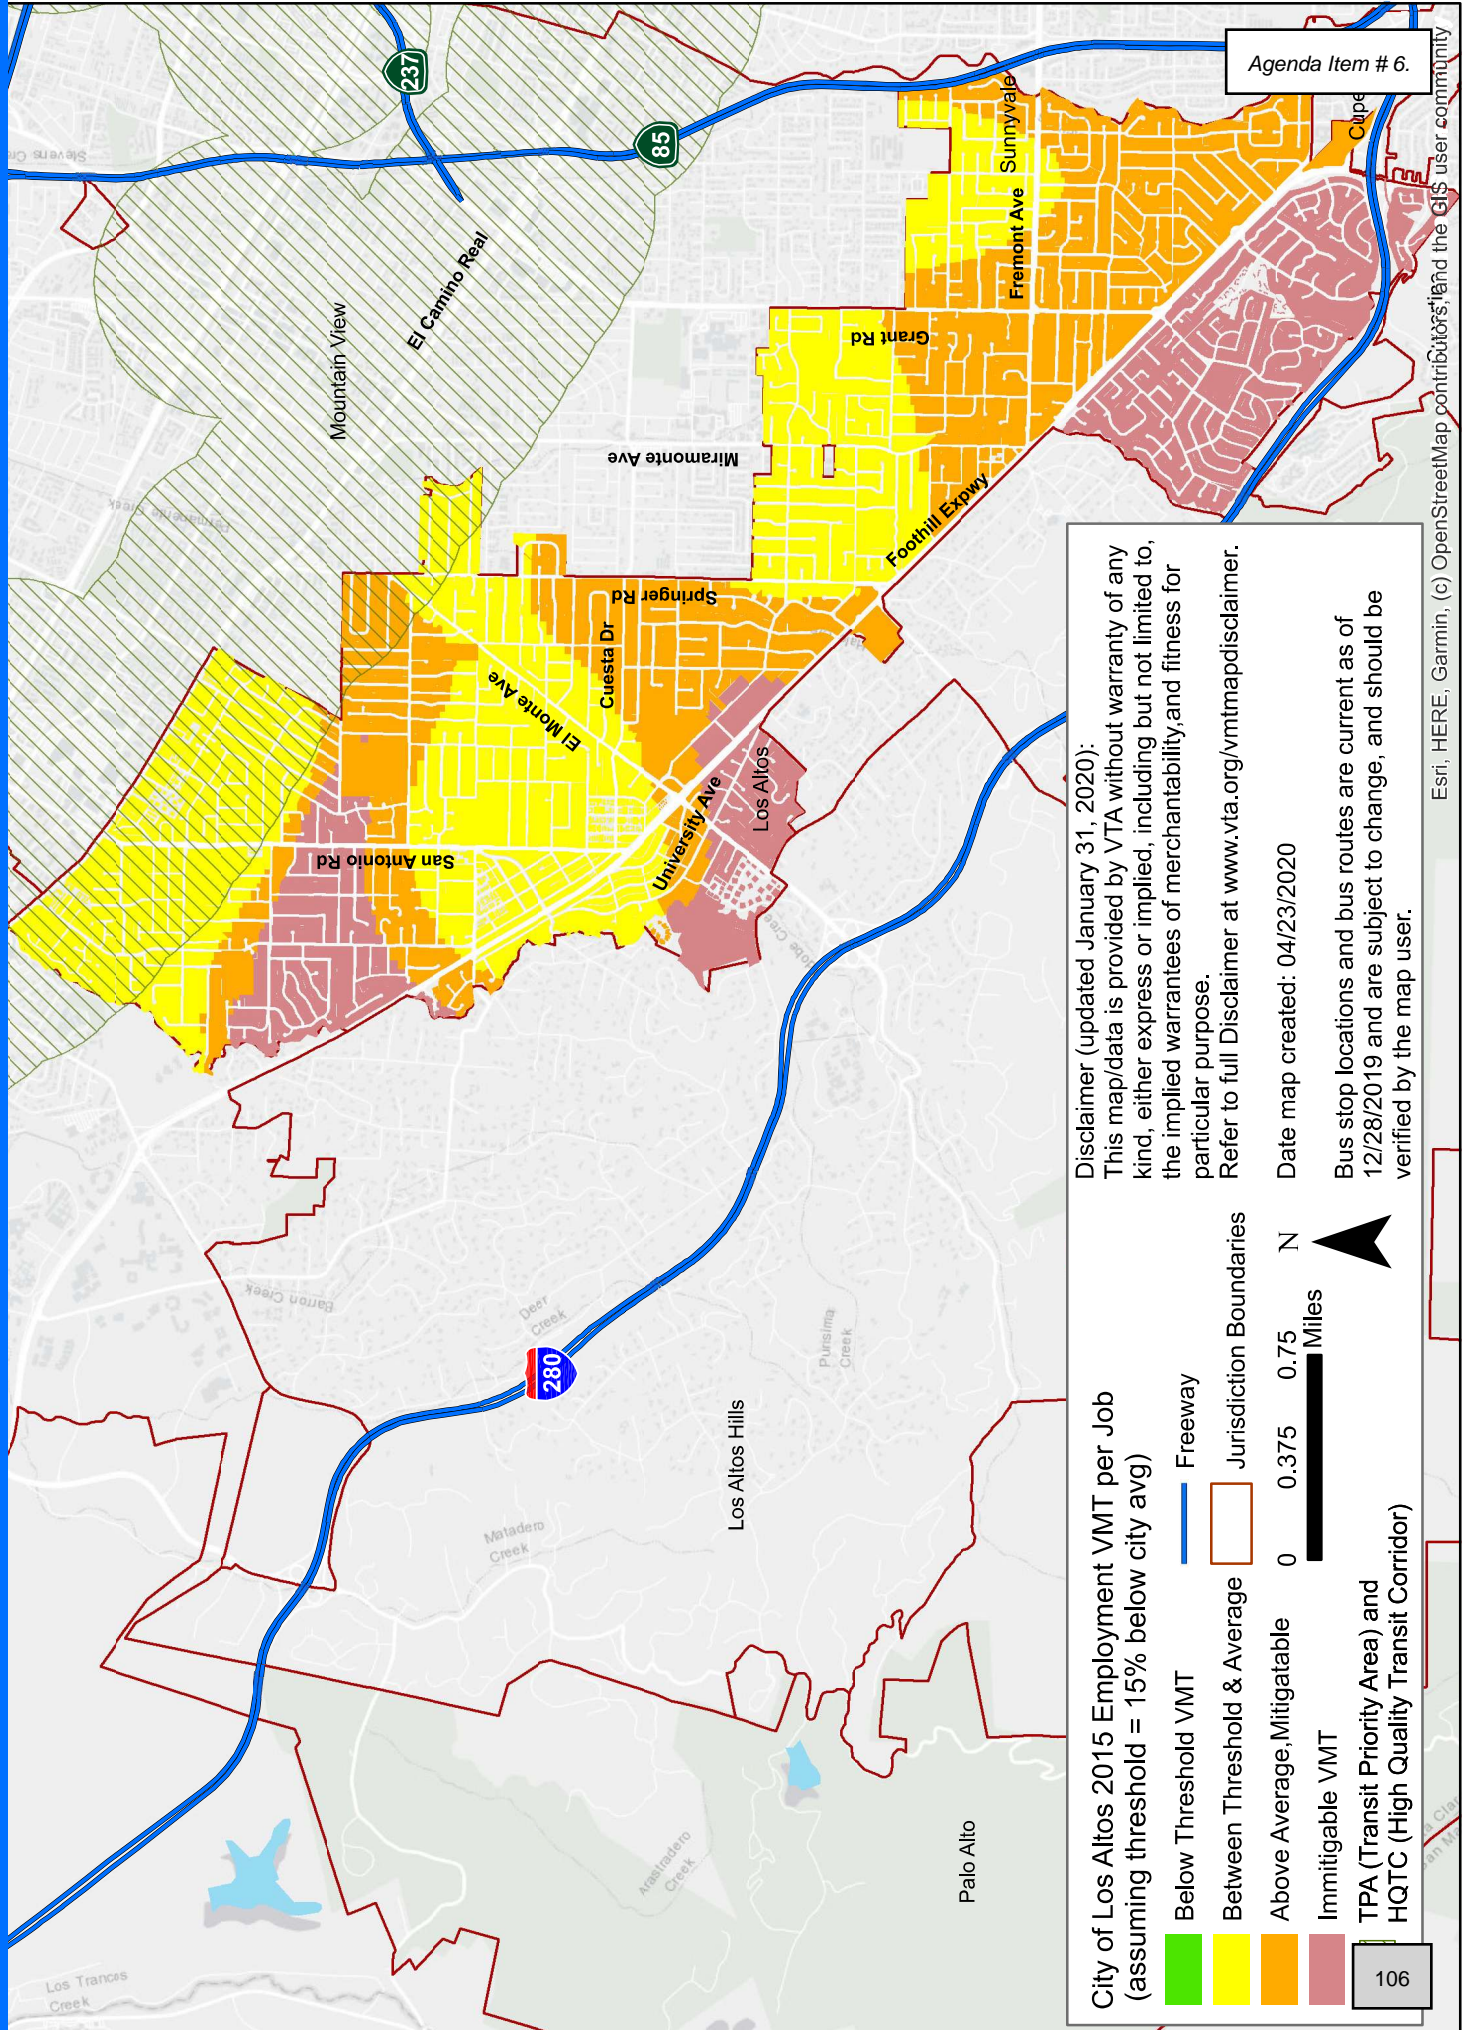 Agenda Item # 6.
237
85
280
Stevens Cre
Mountain View
El Camino Real
Permanente Creek
Sunnyvale
Fremont Ave
Grant Rd
Miramonte Ave
Foothill Expwy
Springer Rd
Cuesta Dr
El Monte Ave
San Antonio Rd
University Ave
Los Altos
Hale
Adobe Creek
Cupe
Barron Creek
Deer
Creek
Purisima
Creek
Matadero
Creek
Los Altos Hills
Arastradero
Creek
Palo Alto
Los Trancos
Creek
City of Los Altos 2015 Employment VMT per Job
(assuming threshold = 15% below city avg)
Below Threshold VMT
Between Threshold & Average
Above Average,Mitigatable
Immitigable VMT
TPA (Transit Priority Area) and
HQTC (High Quality Transit Corridor)
Freeway
Jurisdiction Boundaries
0 0.375 0.75
Miles
N
Disclaimer (updated January 31, 2020):
This map/data is provided by VTA without warranty of any
kind, either express or implied, including but not limited to,
the implied warrantees of merchantability,and fitness for
particular purpose.
Refer to full Disclaimer at www.vta.org/vmtmapdisclaimer.
Date map created: 04/23/2020
Bus stop locations and bus routes are current as of
12/28/2019 and are subject to change, and should be
verified by the map user.
Esri, HERE, Garmin, (c) OpenStreetMap contributors, and the GIS user community
106